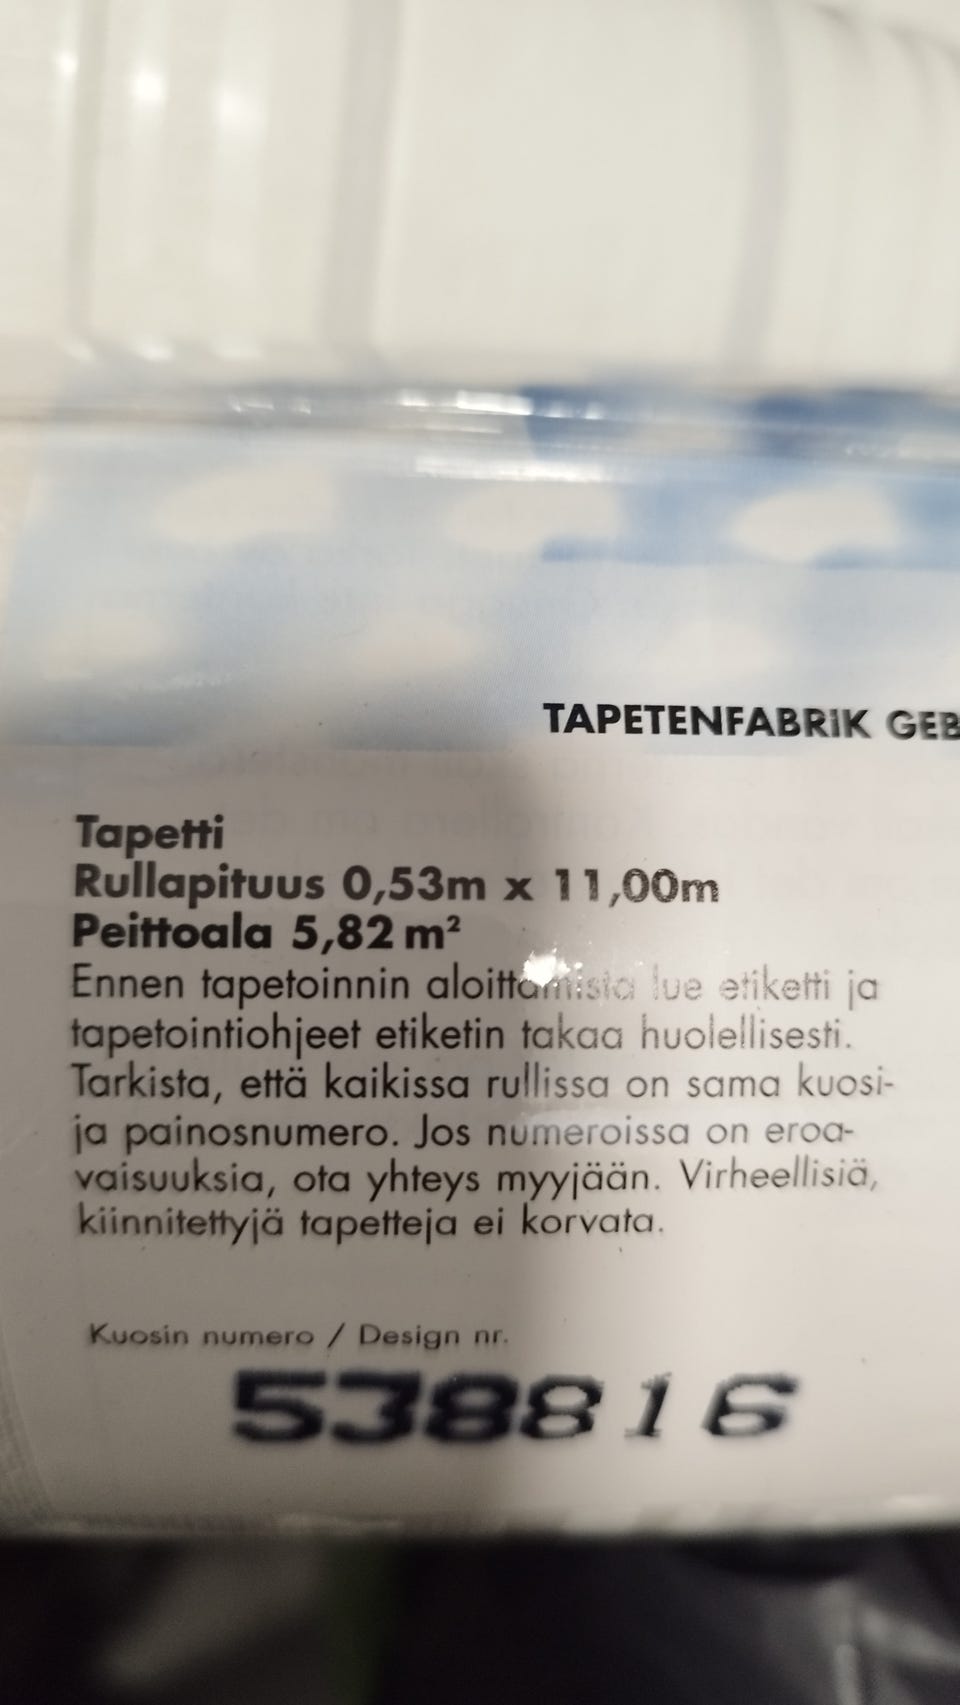 TAPETENFABRIK GEB
Tapetti
Rullapituus 0,53m x 11,00m
Peittoala 5,82 m²
Ennen tapetoinnin aloittamista lue etiketti ja
tapetointiohjeet etiketin takaa huolellisesti.
Tarkista, että kaikissa rullissa on sama kuosi-
ja painosnumero. Jos numeroissa on eroa-
vaisuuksia, ota yhteys myyjään. Virheellisiä,
kiinnitettyjä tapetteja ei korvata.
Kuosin numero / Design nr.
538816